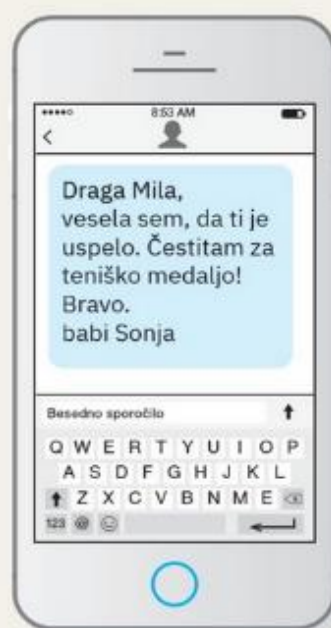 8:53 AM
<
Draga Mila,
vesela sem, da ti je
uspelo. Čestitam za
teniško medaljo!
Bravo.
babi Sonja
Besedno sporočilo
Q W E R T Y U I O P
A S D F G H J K L
Z X C V B N M E
123 @